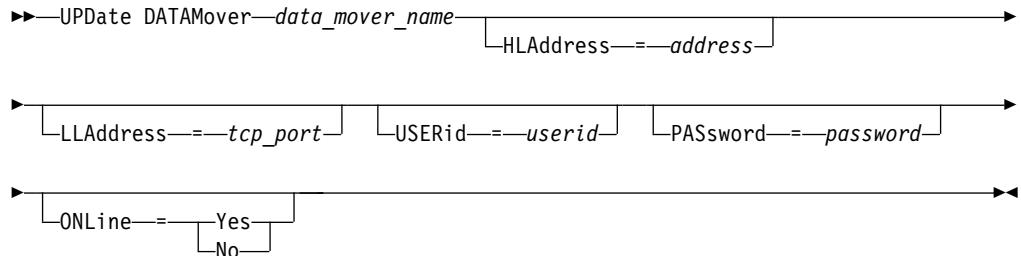 UPDate DATAMover data_mover_name
HLAddress = address
LLAddress = tcp_port USERid = userid PASsword = password
ONLine = Yes
No